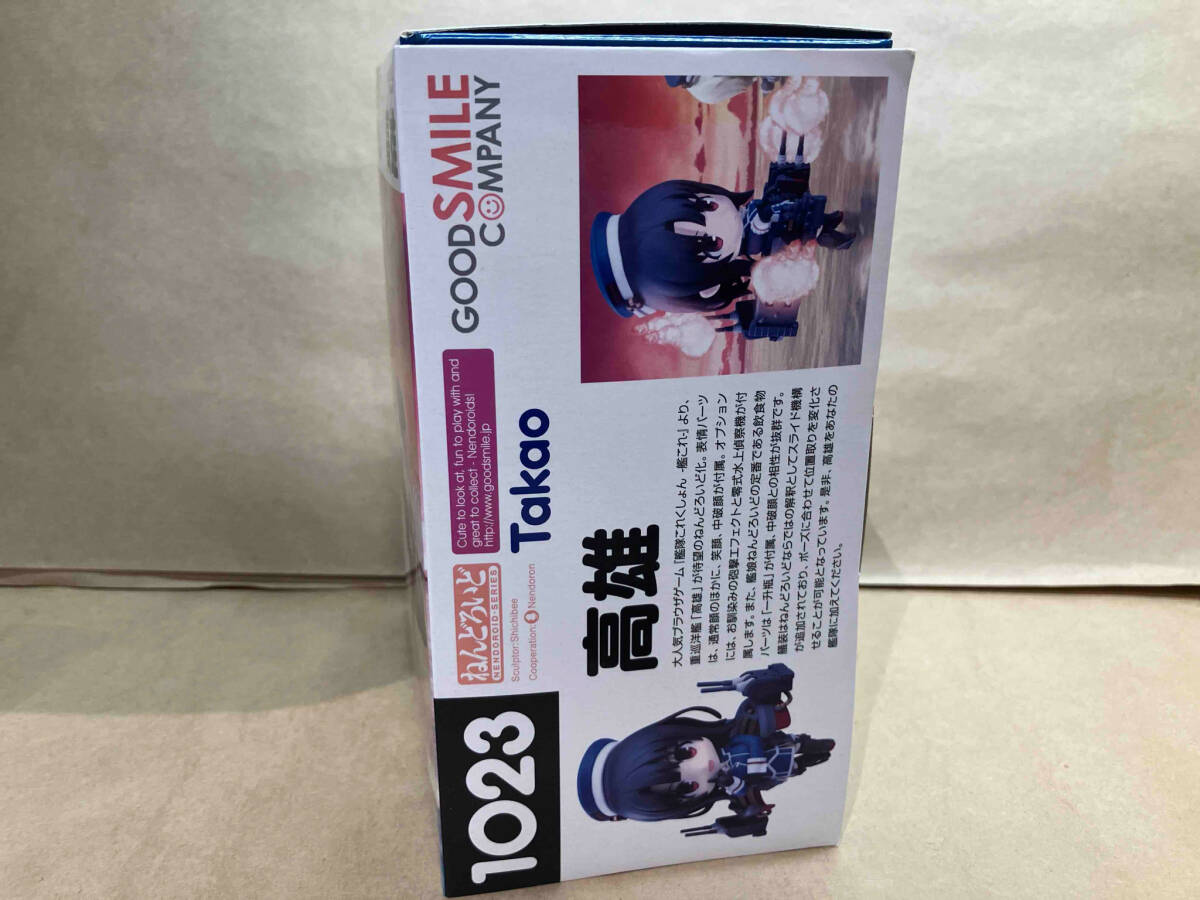 1023
ねんどろいど
NENDOROID-SERIES
Cute to look at, fun to play with and
great to collect - Nendoroids!
http://www.goodsmile.jp
GOODSMILE
COMPANY
Sculptor:Shichibee
Cooperation: Nendoron
Takao
高雄
大人気ブラウザゲーム『艦隊これくしょん -艦これ-』より、
重巡洋艦「高雄」が待望のねんどろいど化。表情パーツ
は、通常顔のほかに、笑顔、中破顔が付属。オプション
には、お馴染みの砲撃エフェクトと零式水上偵察機が付
属します。また、艦娘ねんどろいどの定番である飲食物
パーツは「一升瓶」が付属、中破顔との相性が抜群です。
艤装はねんどろいどならではの解釈としてスライド機構
が追加されており、ポーズに合わせて位置取りを変化さ
せることが可能となっています。是非、高雄をあなたの
艦隊に加えてください。